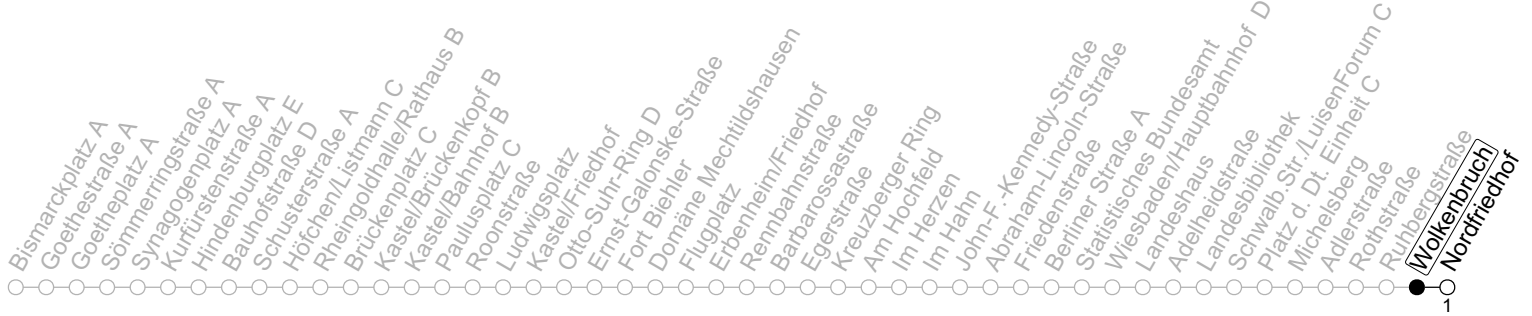 Bismarckplatz A
Goethestraße A
Goetheplatz A
Sömmerringstraße A
Synagogenplatz A
Kurfürstenstraße A
Hindenburgplatz E
Bauhofstraße D
Schusterstraße A
Höfchen/Listmann C
Rheingoldhalle/Rathaus B
Brückenplatz C
Kastel/Brückenkopf B
Kastel/Bahnhof B
Paulusplatz C
Roonstraße
Ludwigsplatz
Kastel/Friedhof
Otto-Suhr-Ring D
Ernst-Galonske-Straße
Fort Biehler
Domäne Mechtildshausen
Flugplatz
Erbenheim/Friedhof
Rennbahnstraße
Barbarossastraße
Egerstraße
Kreuzberger Ring
Am Hochfeld
Im Herzen
Im Hahn
John-F.-Kennedy-Straße
Abraham-Lincoln-Straße
Friedenstraße
Berliner Straße A
Statistisches Bundesamt
Wiesbaden/Hauptbahnhof D
Landeshaus
Adelheidstraße
Landesbibliothek
Schwalb.Str./LuisenForum C
Platz d. Dt. Einheit C
Michelsberg
Adlerstraße
Rothstraße
Ruhbergstraße
Wolkenbruch
Nordfriedhof
1